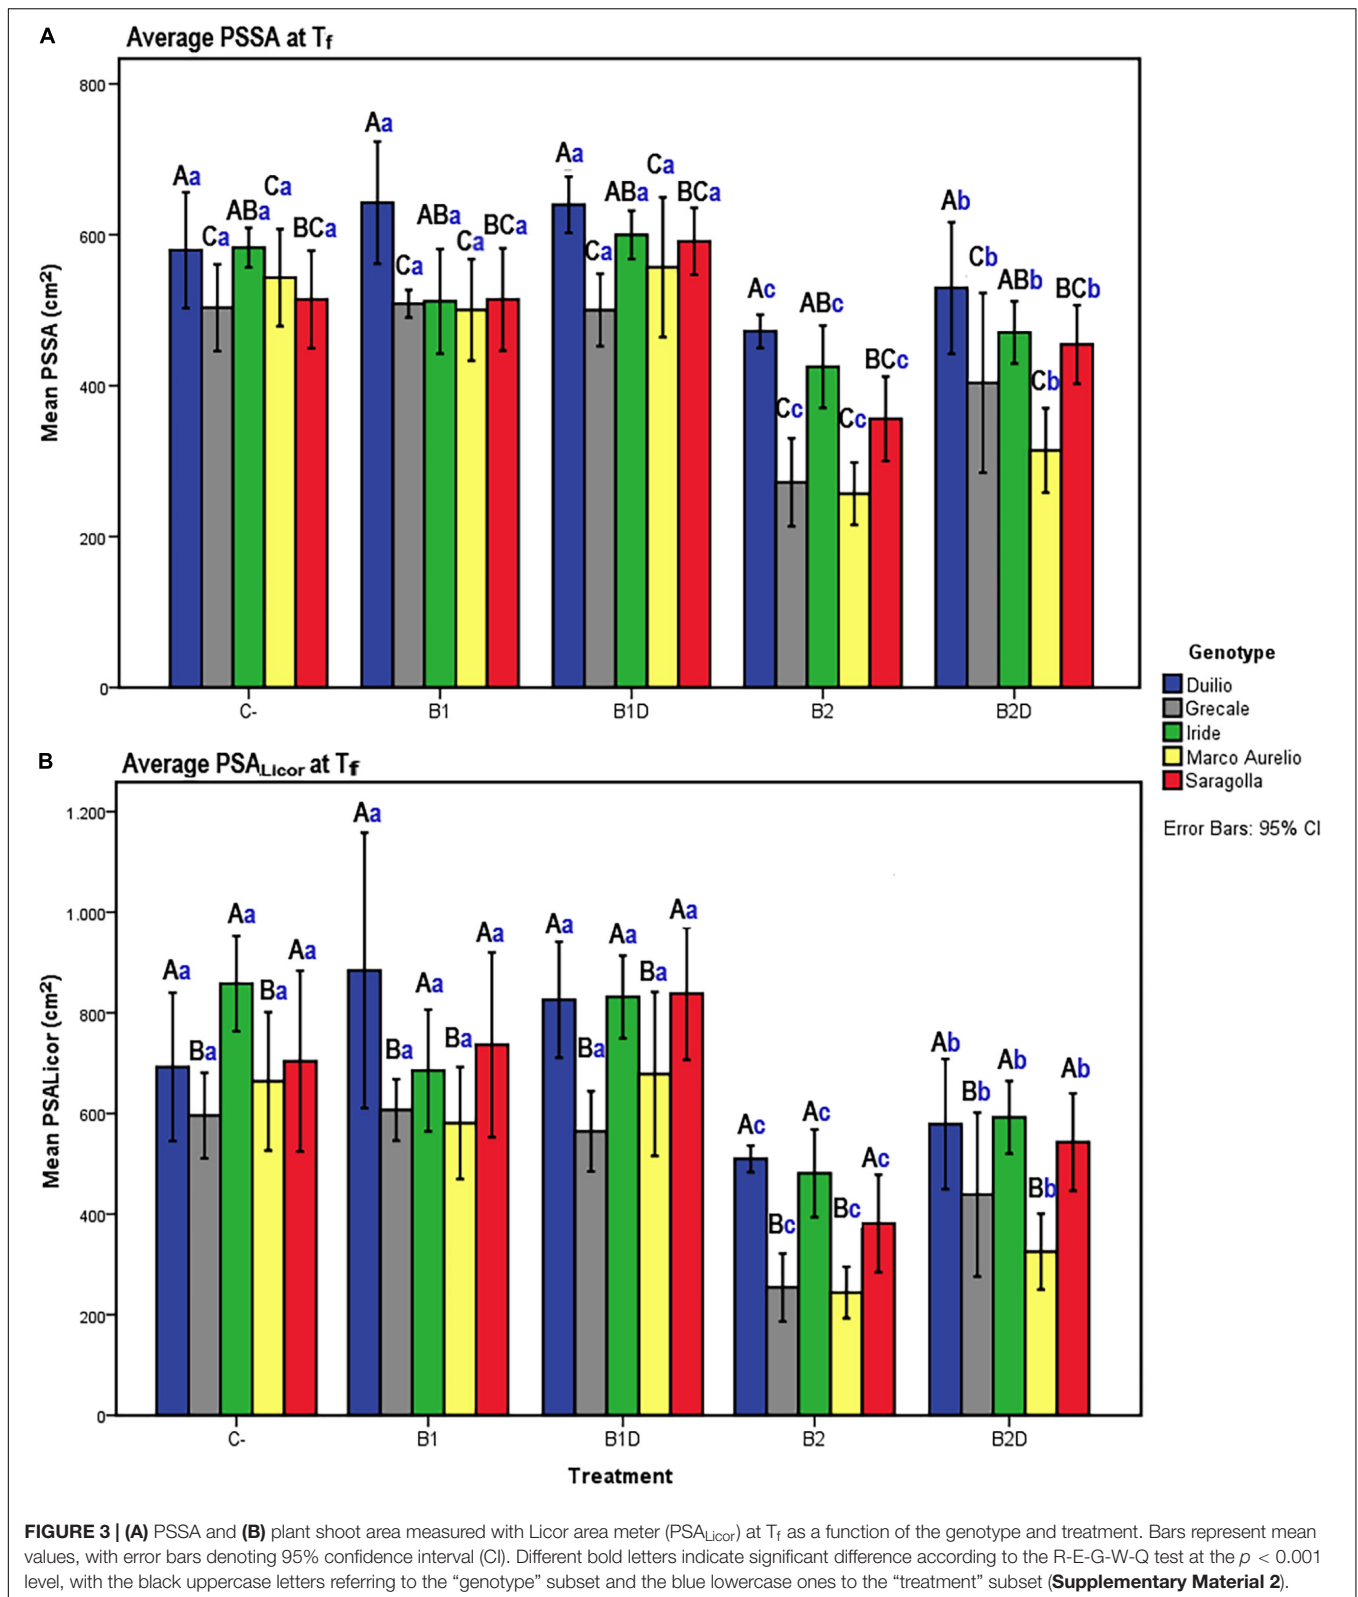 A
Average PSSA at Tf
Mean PSSA (cm²)
800
600
400
200
0
Aa Ca ABa Ca BCa
Aa Ca ABa Ca BCa
Aa Ca ABa Ca BCa
Ac Cc ABc Cc BCc
Ab Cb ABb Cb BCb
C- B1 B1D B2 B2D
Genotype
Duilio
Grecale
Iride
Marco Aurelio
Saragolla
Error Bars: 95% CI
B
Average PSALicor at Tf
Mean PSALicor (cm²)
1.200
1.000
800
600
400
200
0
Aa Ba Aa Ba Aa
Aa Ba Aa Ba Aa
Aa Ba Aa Ba Aa
Ac Bc Ac Bc Ac
Ab Bb Ab Bb Ab
C- B1 B1D B2 B2D
Treatment
FIGURE 3 | (A) PSSA and (B) plant shoot area measured with Licor area meter (PSALicor) at Tf as a function of the genotype and treatment. Bars represent mean
values, with error bars denoting 95% confidence interval (CI). Different bold letters indicate significant difference according to the R-E-G-W-Q test at the p < 0.001
level, with the black uppercase letters referring to the “genotype” subset and the blue lowercase ones to the “treatment” subset (Supplementary Material 2).